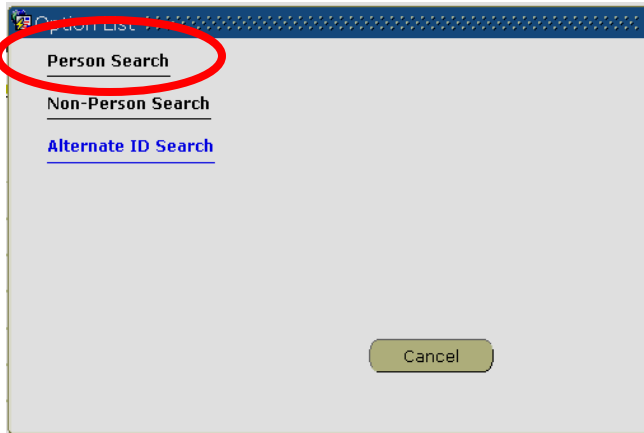 Option List
Person Search
Non-Person Search
Alternate ID Search
Cancel